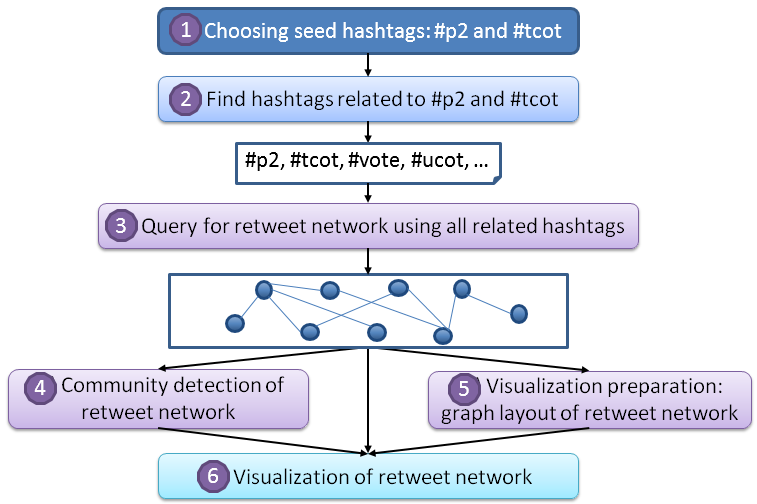 1 Choosing seed hashtags: #p2 and #tcot
2 Find hashtags related to #p2 and #tcot
#p2, #tcot, #vote, #ucot, ...
3 Query for retweet network using all related hashtags
4 Community detection of
retweet network
5 Visualization preparation:
graph layout of retweet network
6 Visualization of retweet network